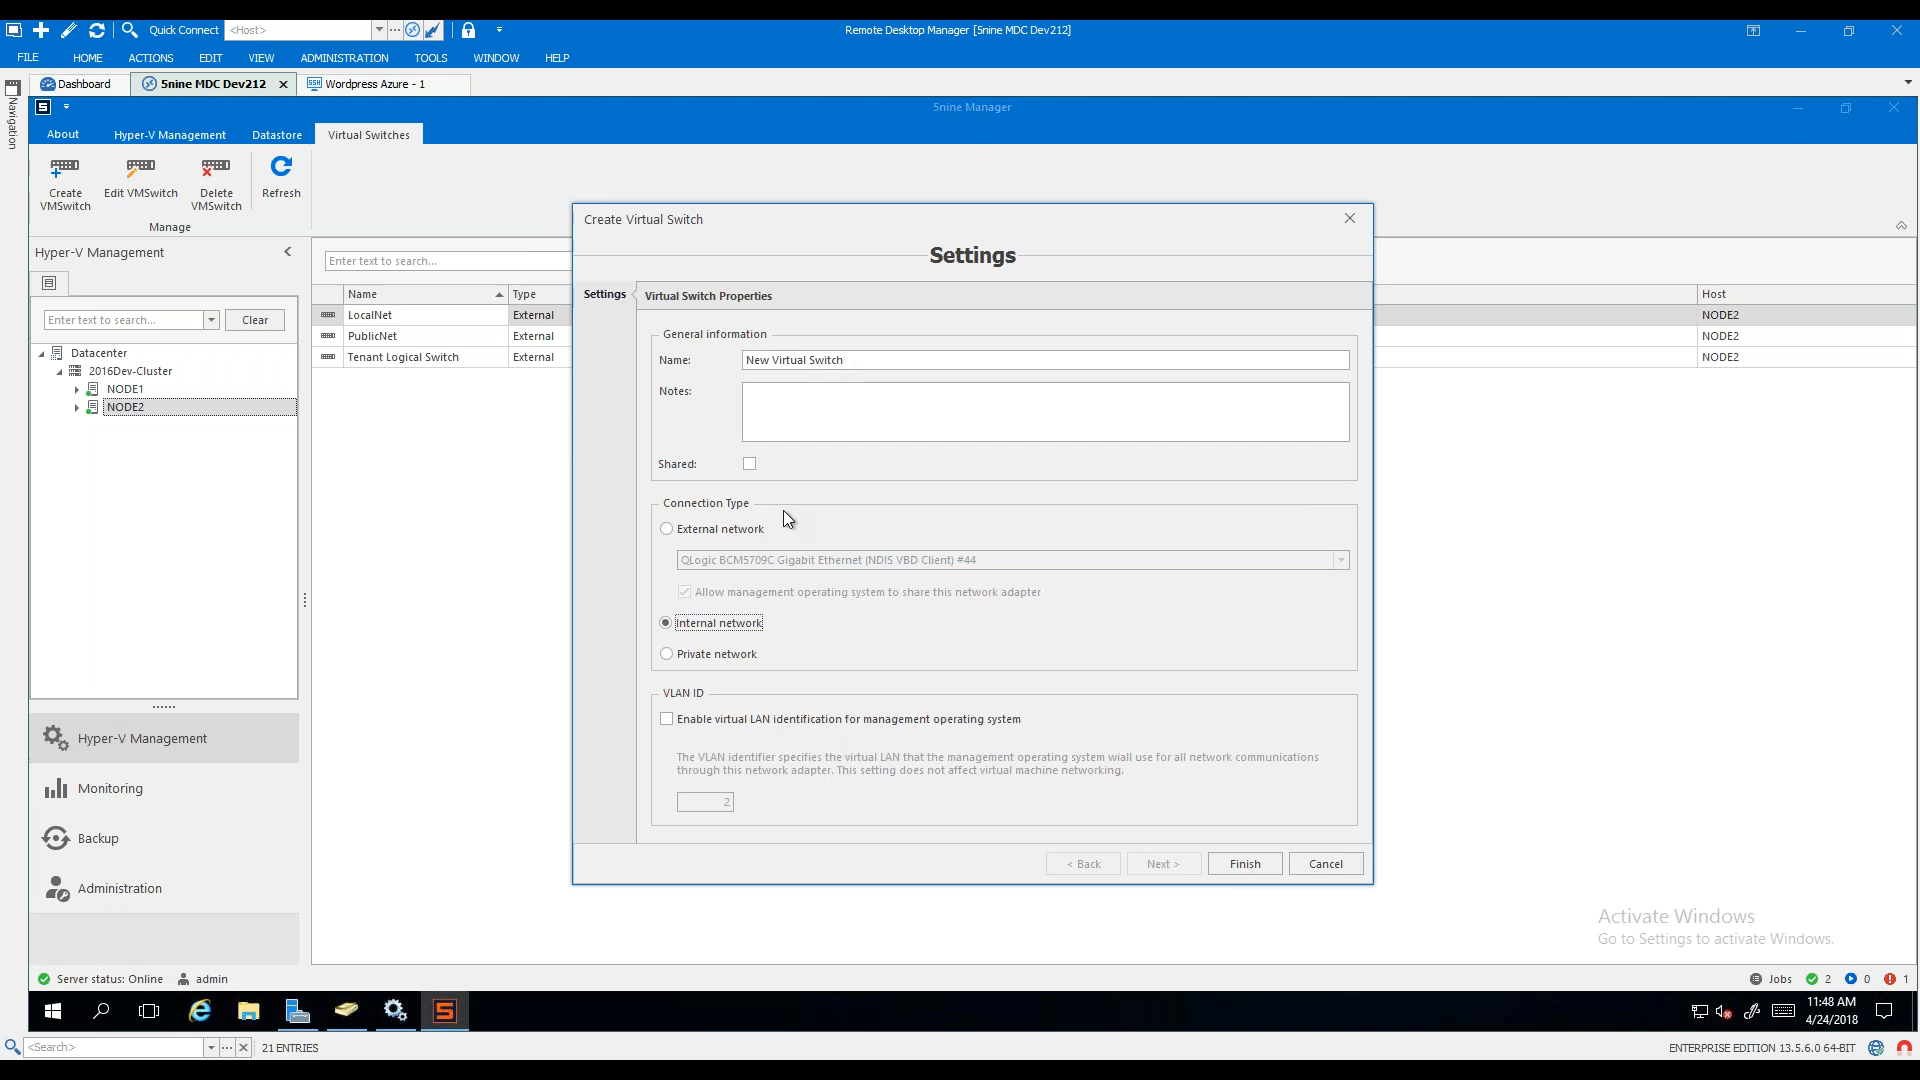 Quick Connect <Host> Remote Desktop Manager [5nine MDC Dev212]
FILE HOME ACTIONS EDIT VIEW ADMINISTRATION TOOLS WINDOW HELP
Navigation
Dashboard 5nine MDC Dev212 SSH Wordpress Azure - 1
S 5nine Manager
About Hyper-V Management Datastore Virtual Switches
Create VMSwitch
Edit VMSwitch
Delete VMSwitch
Refresh
Manage
Hyper-V Management
Enter text to search... Clear
Datacenter
2016Dev-Cluster
NODE1
NODE2
Hyper-V Management
Monitoring
Backup
Administration
Enter text to search...
Name Type Host
LocalNet External NODE2
PublicNet External NODE2
Tenant Logical Switch External NODE2
Create Virtual Switch
Settings
Settings Virtual Switch Properties
General information
Name: New Virtual Switch
Notes:
Shared:
Connection Type
External network
QLogic BCM5709C Gigabit Ethernet (NDIS VBD Client) #44
Allow management operating system to share this network adapter
Internal network
Private network
VLAN ID
Enable virtual LAN identification for management operating system
The VLAN identifier specifies the virtual LAN that the management operating system wiall use for all network communications
through this network adapter. This setting does not affect virtual machine networking.
2
< Back Next > Finish Cancel
Activate Windows
Go to Settings to activate Windows.
Server status: Online admin Jobs 2 0 1
S 11:48 AM
4/24/2018
<Search> 21 ENTRIES ENTERPRISE EDITION 13.5.6.0 64-BIT